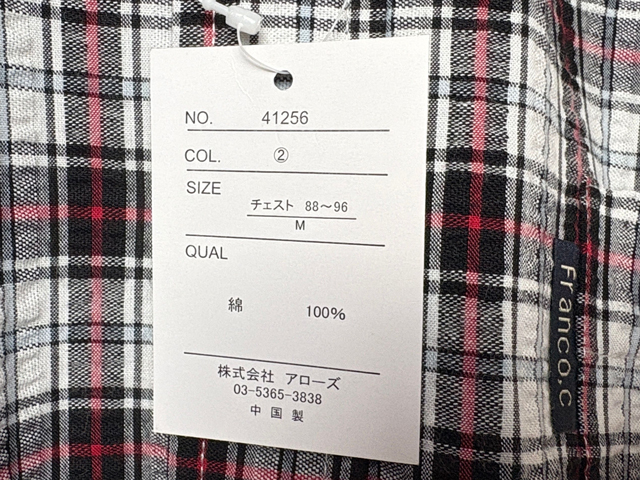 NO. 41256
COL. ②
SIZE
チェスト 88～96
M
QUAL
綿 100%
株式会社 アローズ
03-5365-3838
中国製
Franco.c